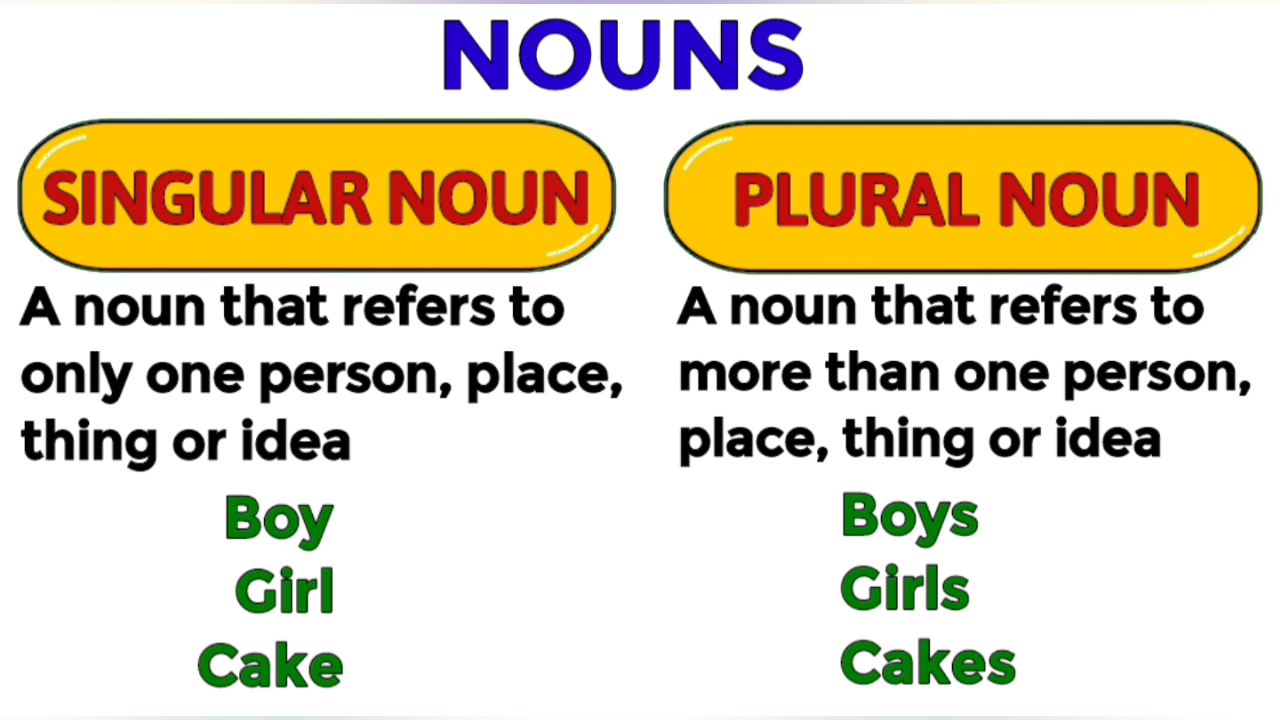 NOUNS
SINGULAR NOUN
A noun that refers to
only one person, place,
thing or idea
Boy
Girl
Cake
PLURAL NOUN
A noun that refers to
more than one person,
place, thing or idea
Boys
Girls
Cakes